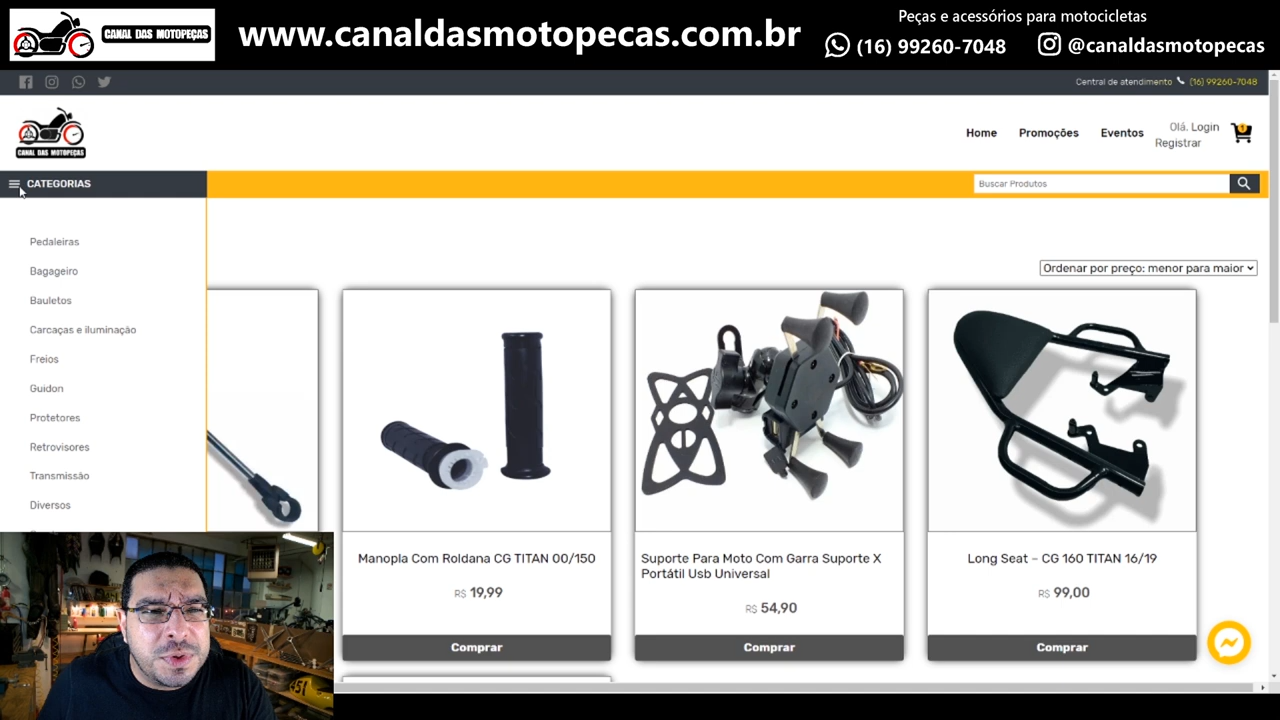 CANAL DAS MOTOPEÇAS
www.canaldasmotopecas.com.br
Peças e acessórios para motocicletas
(16) 99260-7048
@canaldasmotopecas
Central de atendimento (16) 99260-7048
CANAL DAS MOTOPEÇAS
Home
Promoções
Eventos
Olá. Login
Registrar
CATEGORIAS
Buscar Produtos
Pedaleiras
Bagageiro
Bauletos
Carcaças e iluminação
Freios
Guidon
Protetores
Retrovisores
Transmissão
Diversos
Ordenar por preço: menor para maior
Manopla Com Roldana CG TITAN 00/150
R$ 19,99
Comprar
Suporte Para Moto Com Garra Suporte X
Portátil Usb Universal
R$ 54,90
Comprar
Long Seat – CG 160 TITAN 16/19
R$ 99,00
Comprar